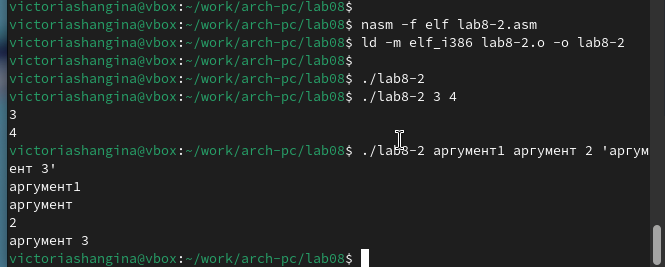 victoriashangina@vbox:~/work/arch-pc/lab08$
victoriashangina@vbox:~/work/arch-pc/lab08$ nasm -f elf lab8-2.asm
victoriashangina@vbox:~/work/arch-pc/lab08$ ld -m elf_i386 lab8-2.o -o lab8-2
victoriashangina@vbox:~/work/arch-pc/lab08$
victoriashangina@vbox:~/work/arch-pc/lab08$ ./lab8-2
victoriashangina@vbox:~/work/arch-pc/lab08$ ./lab8-2 3 4
3
4
victoriashangina@vbox:~/work/arch-pc/lab08$ ./lab8-2 аргумент1 аргумент 2 'аргум
ент 3'
аргумент1
аргумент
2
аргумент 3
victoriashangina@vbox:~/work/arch-pc/lab08$